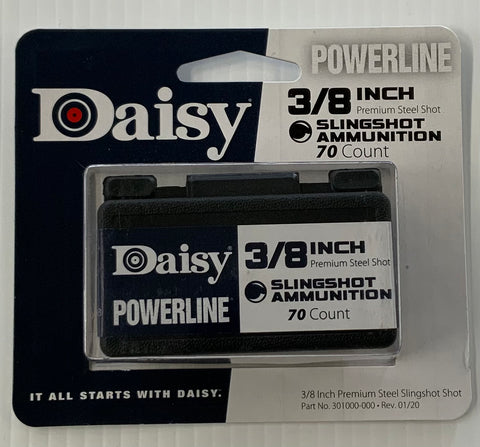 POWERLINE
Daisy
3/8 INCH
Premium Steel Shot
SLINGSHOT
AMMUNITION
70 Count
Daisy®
POWERLINE
3/8 INCH
Premium Steel Shot
SLINGSHOT
AMMUNITION
70 Count
IT ALL STARTS WITH DAISY.
3/8 Inch Premium Steel Slingshot Shot
Part No. 301000-000 • Rev. 01/20